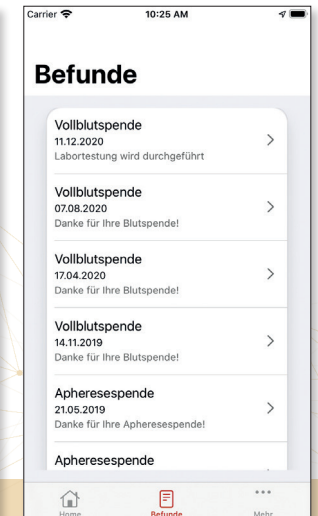 Carrier 10:25 AM
Befunde
Vollblutspende
11.12.2020
Labortestung wird durchgeführt
Vollblutspende
07.08.2020
Danke für Ihre Blutspende!
Vollblutspende
17.04.2020
Danke für Ihre Blutspende!
Vollblutspende
14.11.2019
Danke für Ihre Blutspende!
Apheresespende
21.05.2019
Danke für Ihre Apheresespende!
Apheresespende
Home Befunde Mehr